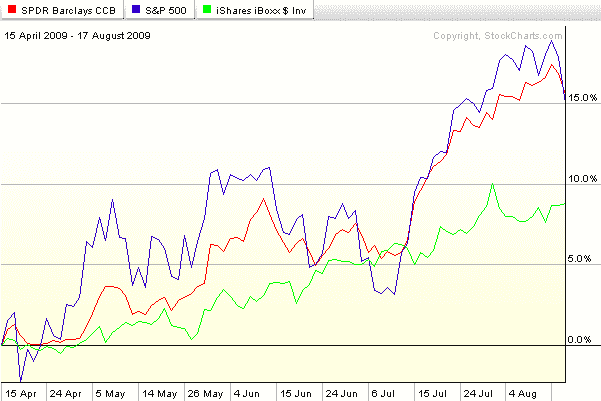 SPDR Barclays CCB S&P 500 iShares iBoxx $ Inv
15 April 2009 - 17 August 2009 Copyright, StockCharts.com
15.0%
10.0%
5.0%
0.0%
15 Apr 24 Apr 5 May 14 May 26 May 4 Jun 15 Jun 24 Jun 6 Jul 15 Jul 24 Jul 4 Aug